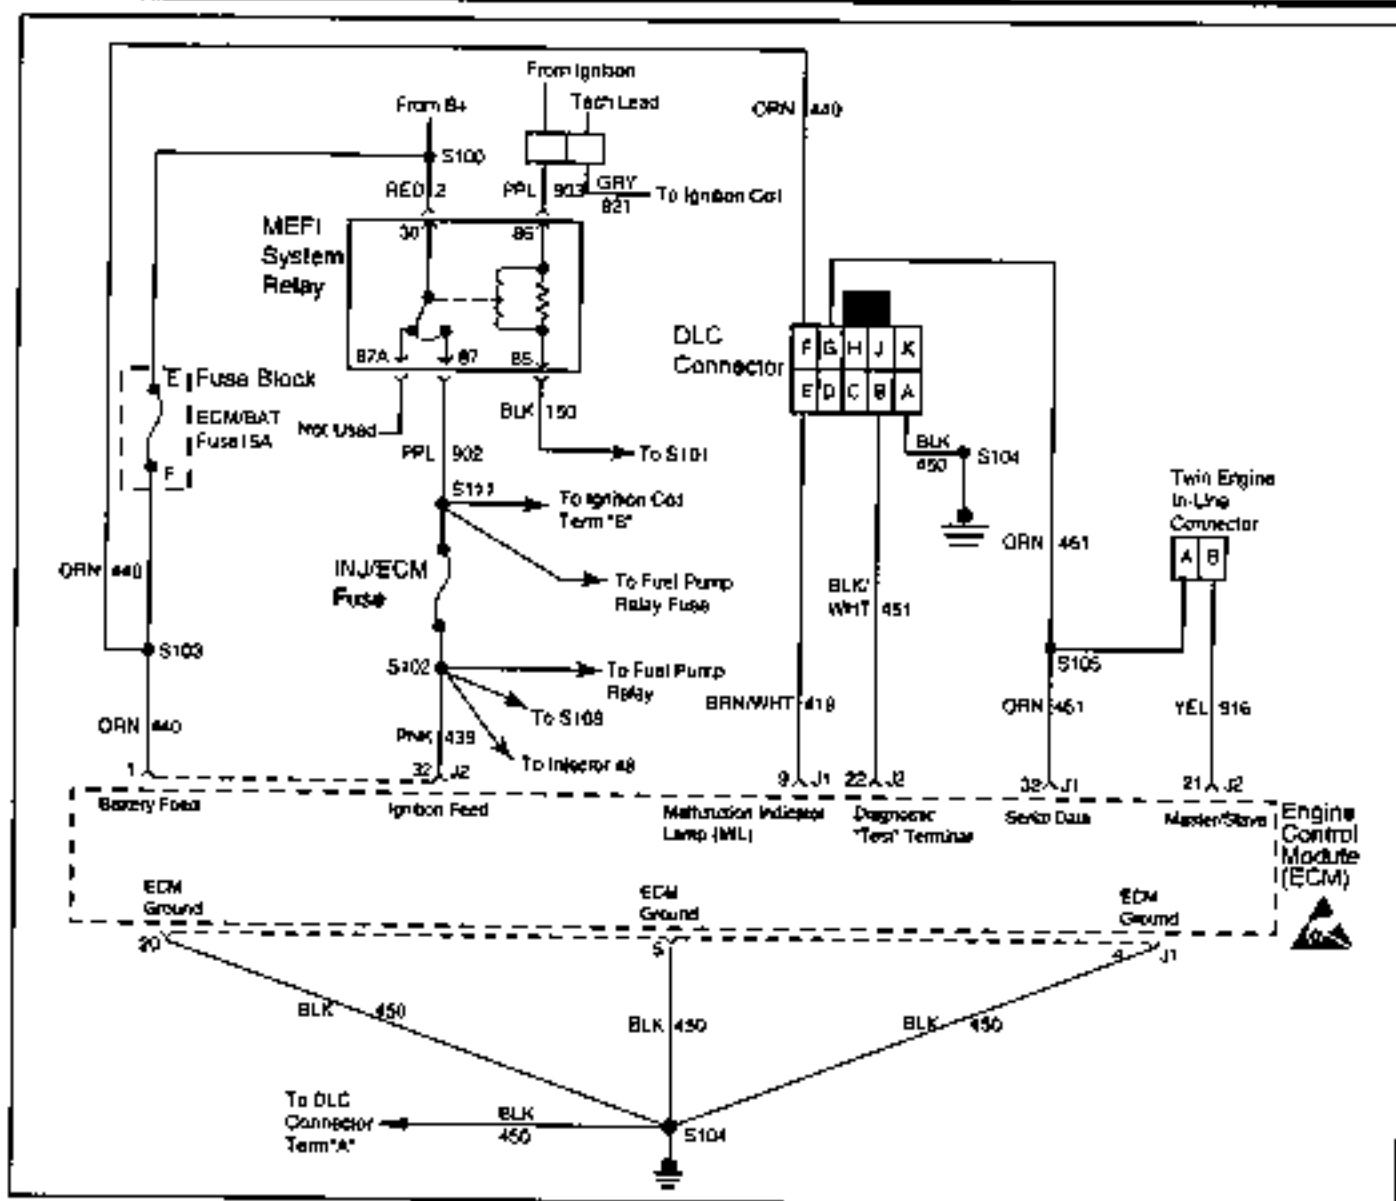 From Ignition
From B+
Tach Lead
ORN 440
S100
RED 2
PPL 903
GRY
821
To Ignition Coil
MEFI
System
Relay
30
86
87A
87
85
DLC
Connector
F G H J K
E D C B A
E
Fuse Block
ECM/BAT
Fuse 15A
F
Not Used
BLK 150
PPL 902
To S101
BLK
450
S104
Twin Engine
In-Line
Connector
A B
To Ignition Coil
Term "B"
ORN 461
ORN 440
INJ/ECM
Fuse
To Fuel Pump
Relay Fuse
BLK/
WHT 451
S103
S102
To Fuel Pump
Relay
S105
BRN/WHT 419
ORN 461
YEL 916
To S109
ORN 440
PNK 439
1
32 J2
9 J1
22 J2
J1
21 J2
Battery Feed
Ignition Feed
Malfunction Indicator
Lamp (MIL)
Diagnostic
"Test" Terminal
Serial Data
Master/Slave
Engine
Control
Module
(ECM)
ECM
Ground
ECM
Ground
ECM
Ground
20
5
4 J1
BLK 450
BLK 450
BLK 450
To DLC
Connector
Term "A"
BLK
450
S104